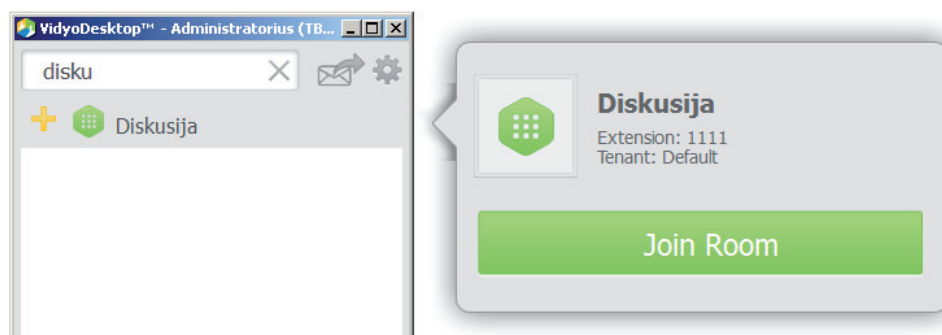 VidyoDesktop™ - Administratorius (TB...
disku
Diskusija
Diskusija
Extension: 1111
Tenant: Default
Join Room